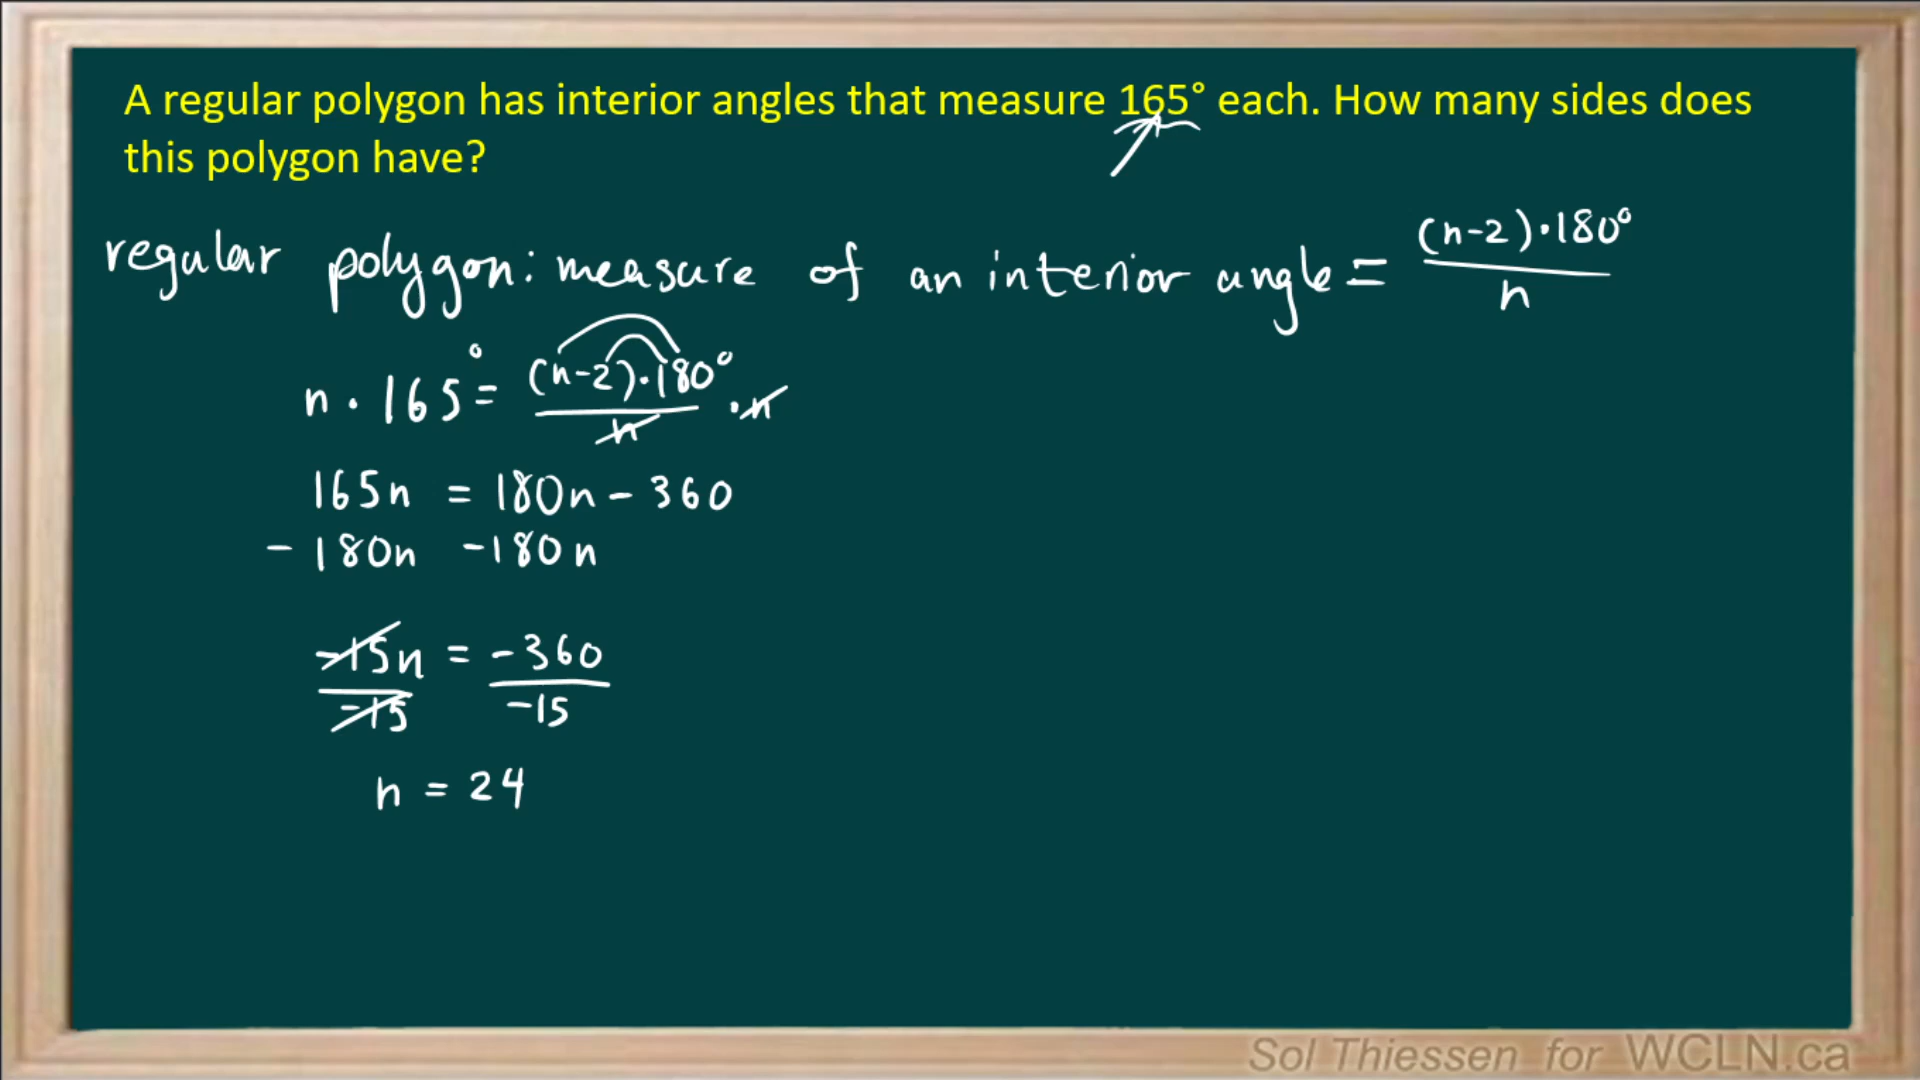 A regular polygon has interior angles that measure 165° each. How many sides does
this polygon have?
regular polygon: measure of an interior angle = (n-2)·180°
n
n · 165° = (n-2)·180° · n
n
165n = 180n - 360
- 180n - 180n
-15n = -360
-15 -15
n = 24
Sol Thiessen for WCLN.ca